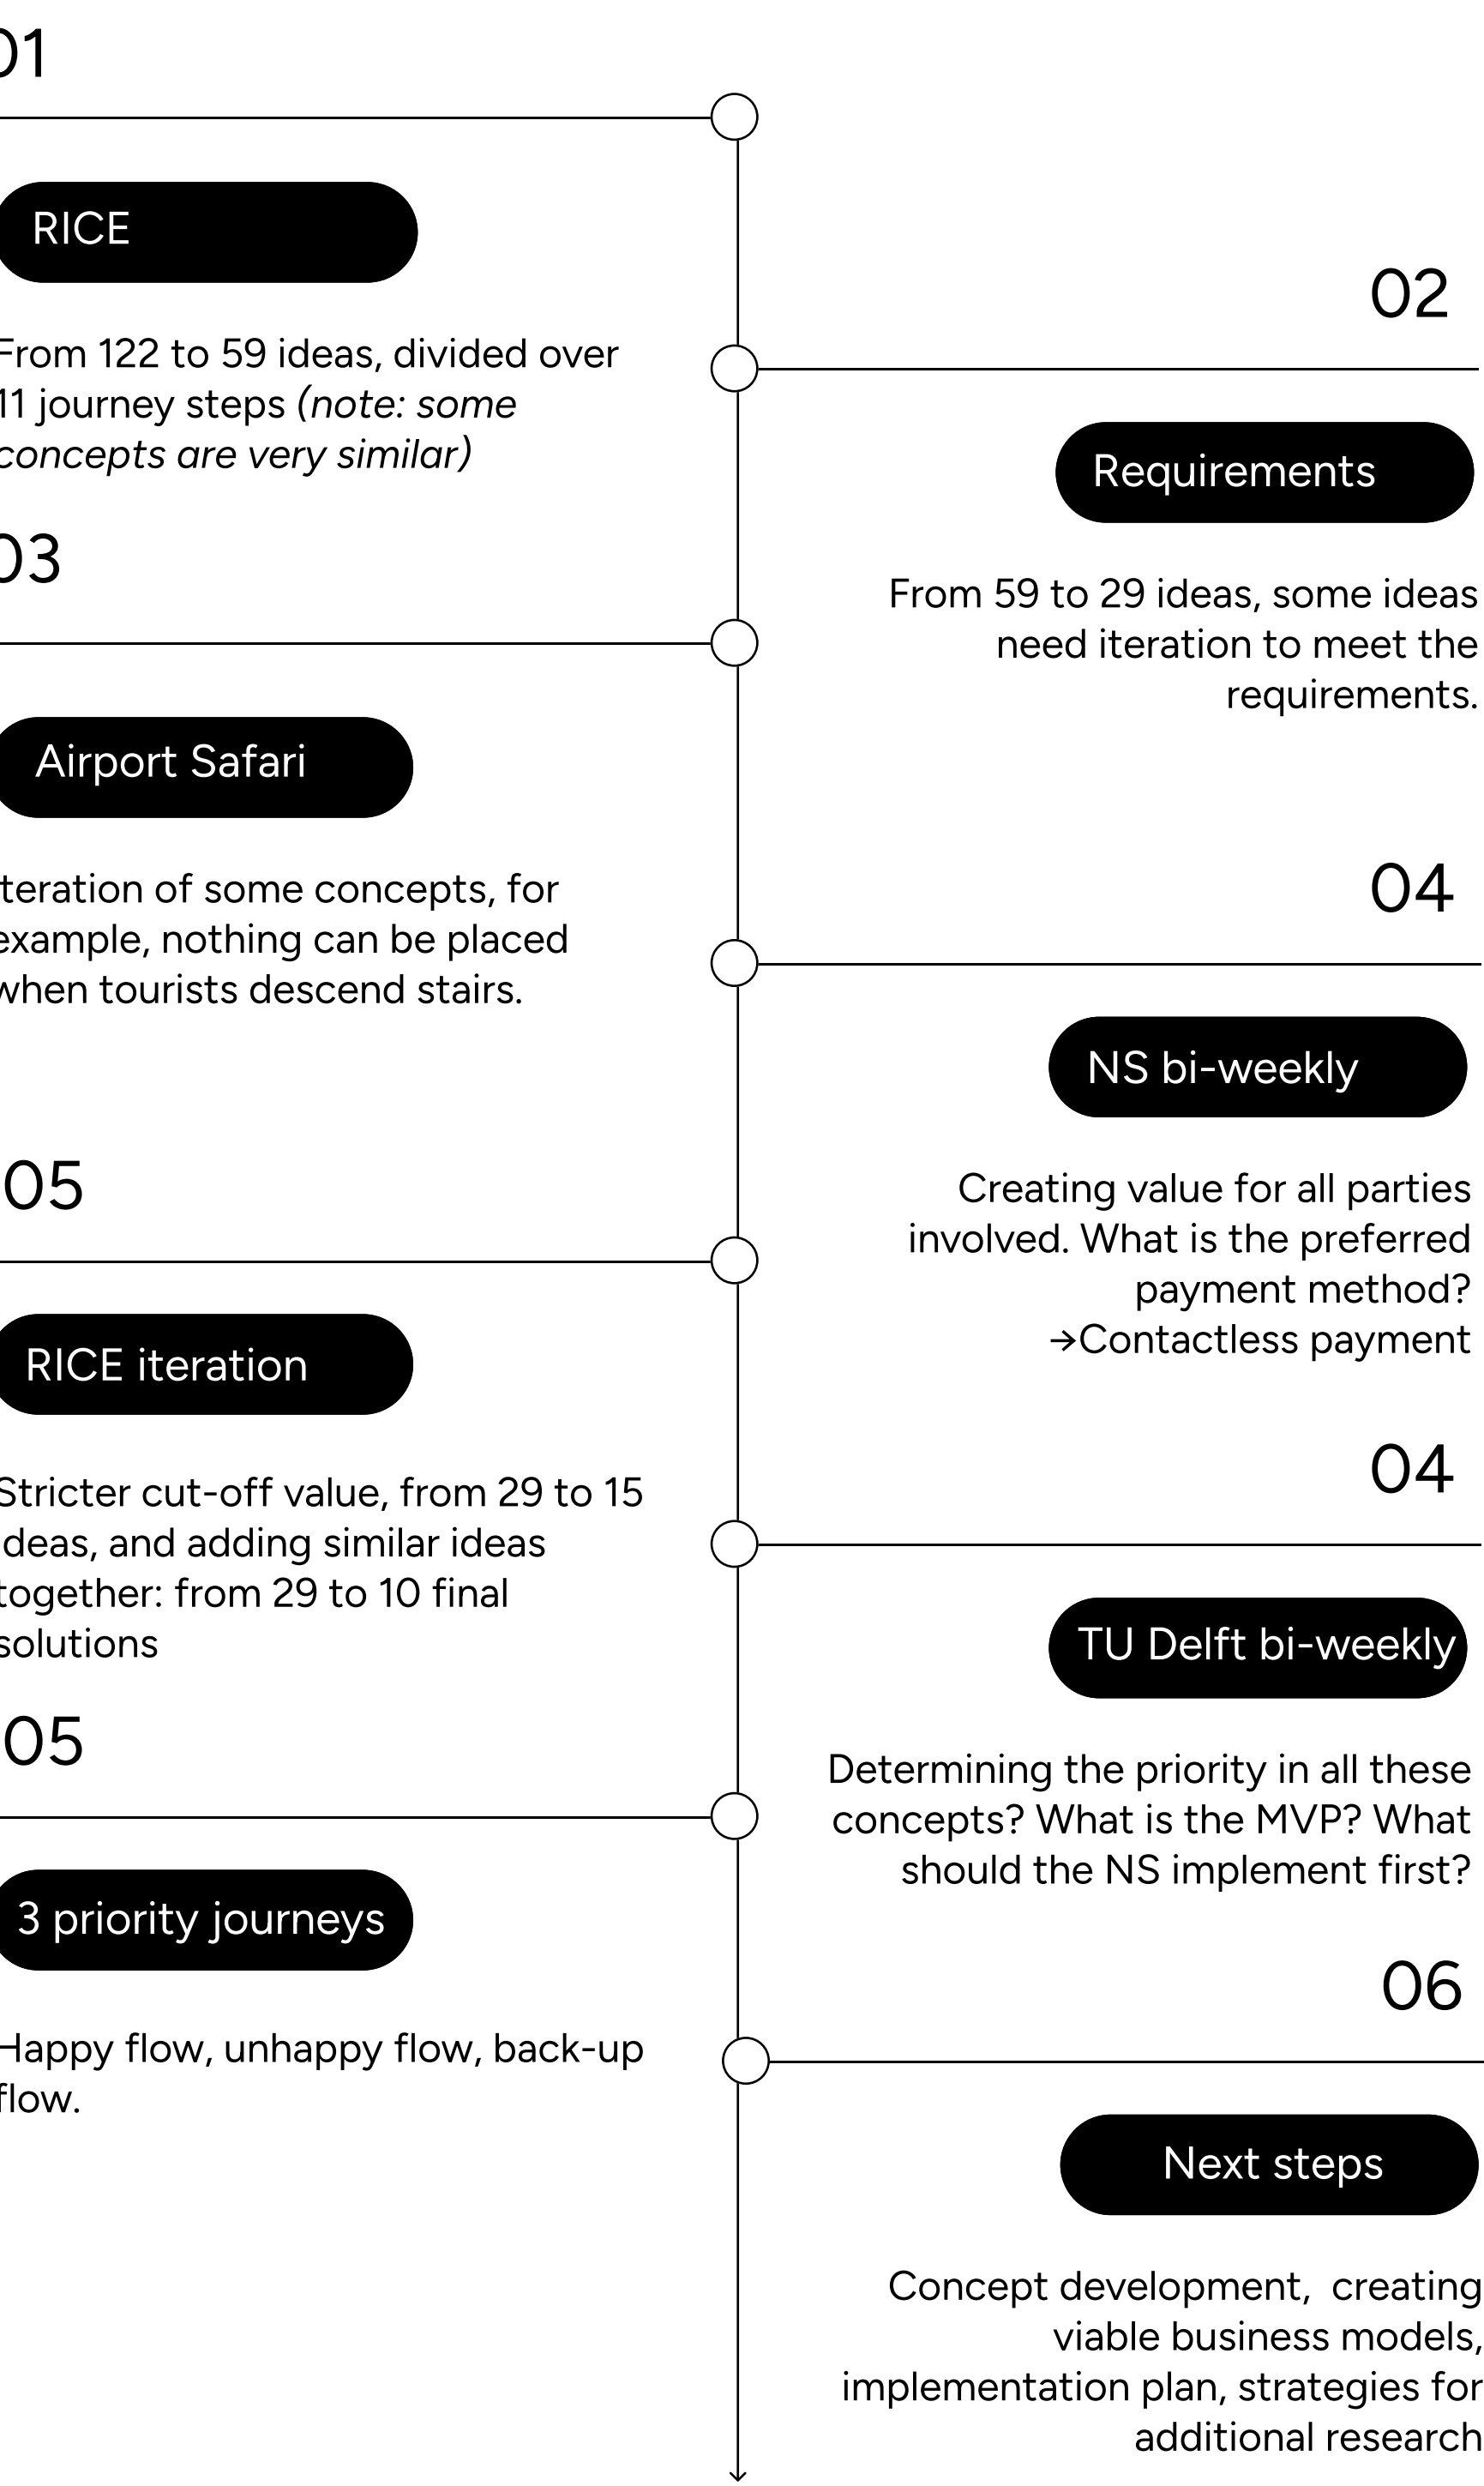 01
RICE
From 122 to 59 ideas, divided over
11 journey steps (note: some
concepts are very similar)
02
Requirements
From 59 to 29 ideas, some ideas
need iteration to meet the
requirements.
03
Airport Safari
Iteration of some concepts, for
example, nothing can be placed
when tourists descend stairs.
04
NS bi-weekly
Creating value for all parties
involved. What is the preferred
payment method?
→Contactless payment
05
RICE iteration
Stricter cut-off value, from 29 to 15
ideas, and adding similar ideas
together: from 29 to 10 final
solutions
04
TU Delft bi-weekly
Determining the priority in all these
concepts? What is the MVP? What
should the NS implement first?
05
3 priority journeys
Happy flow, unhappy flow, back-up
flow.
06
Next steps
Concept development,  creating
viable business models,
implementation plan, strategies for
additional research